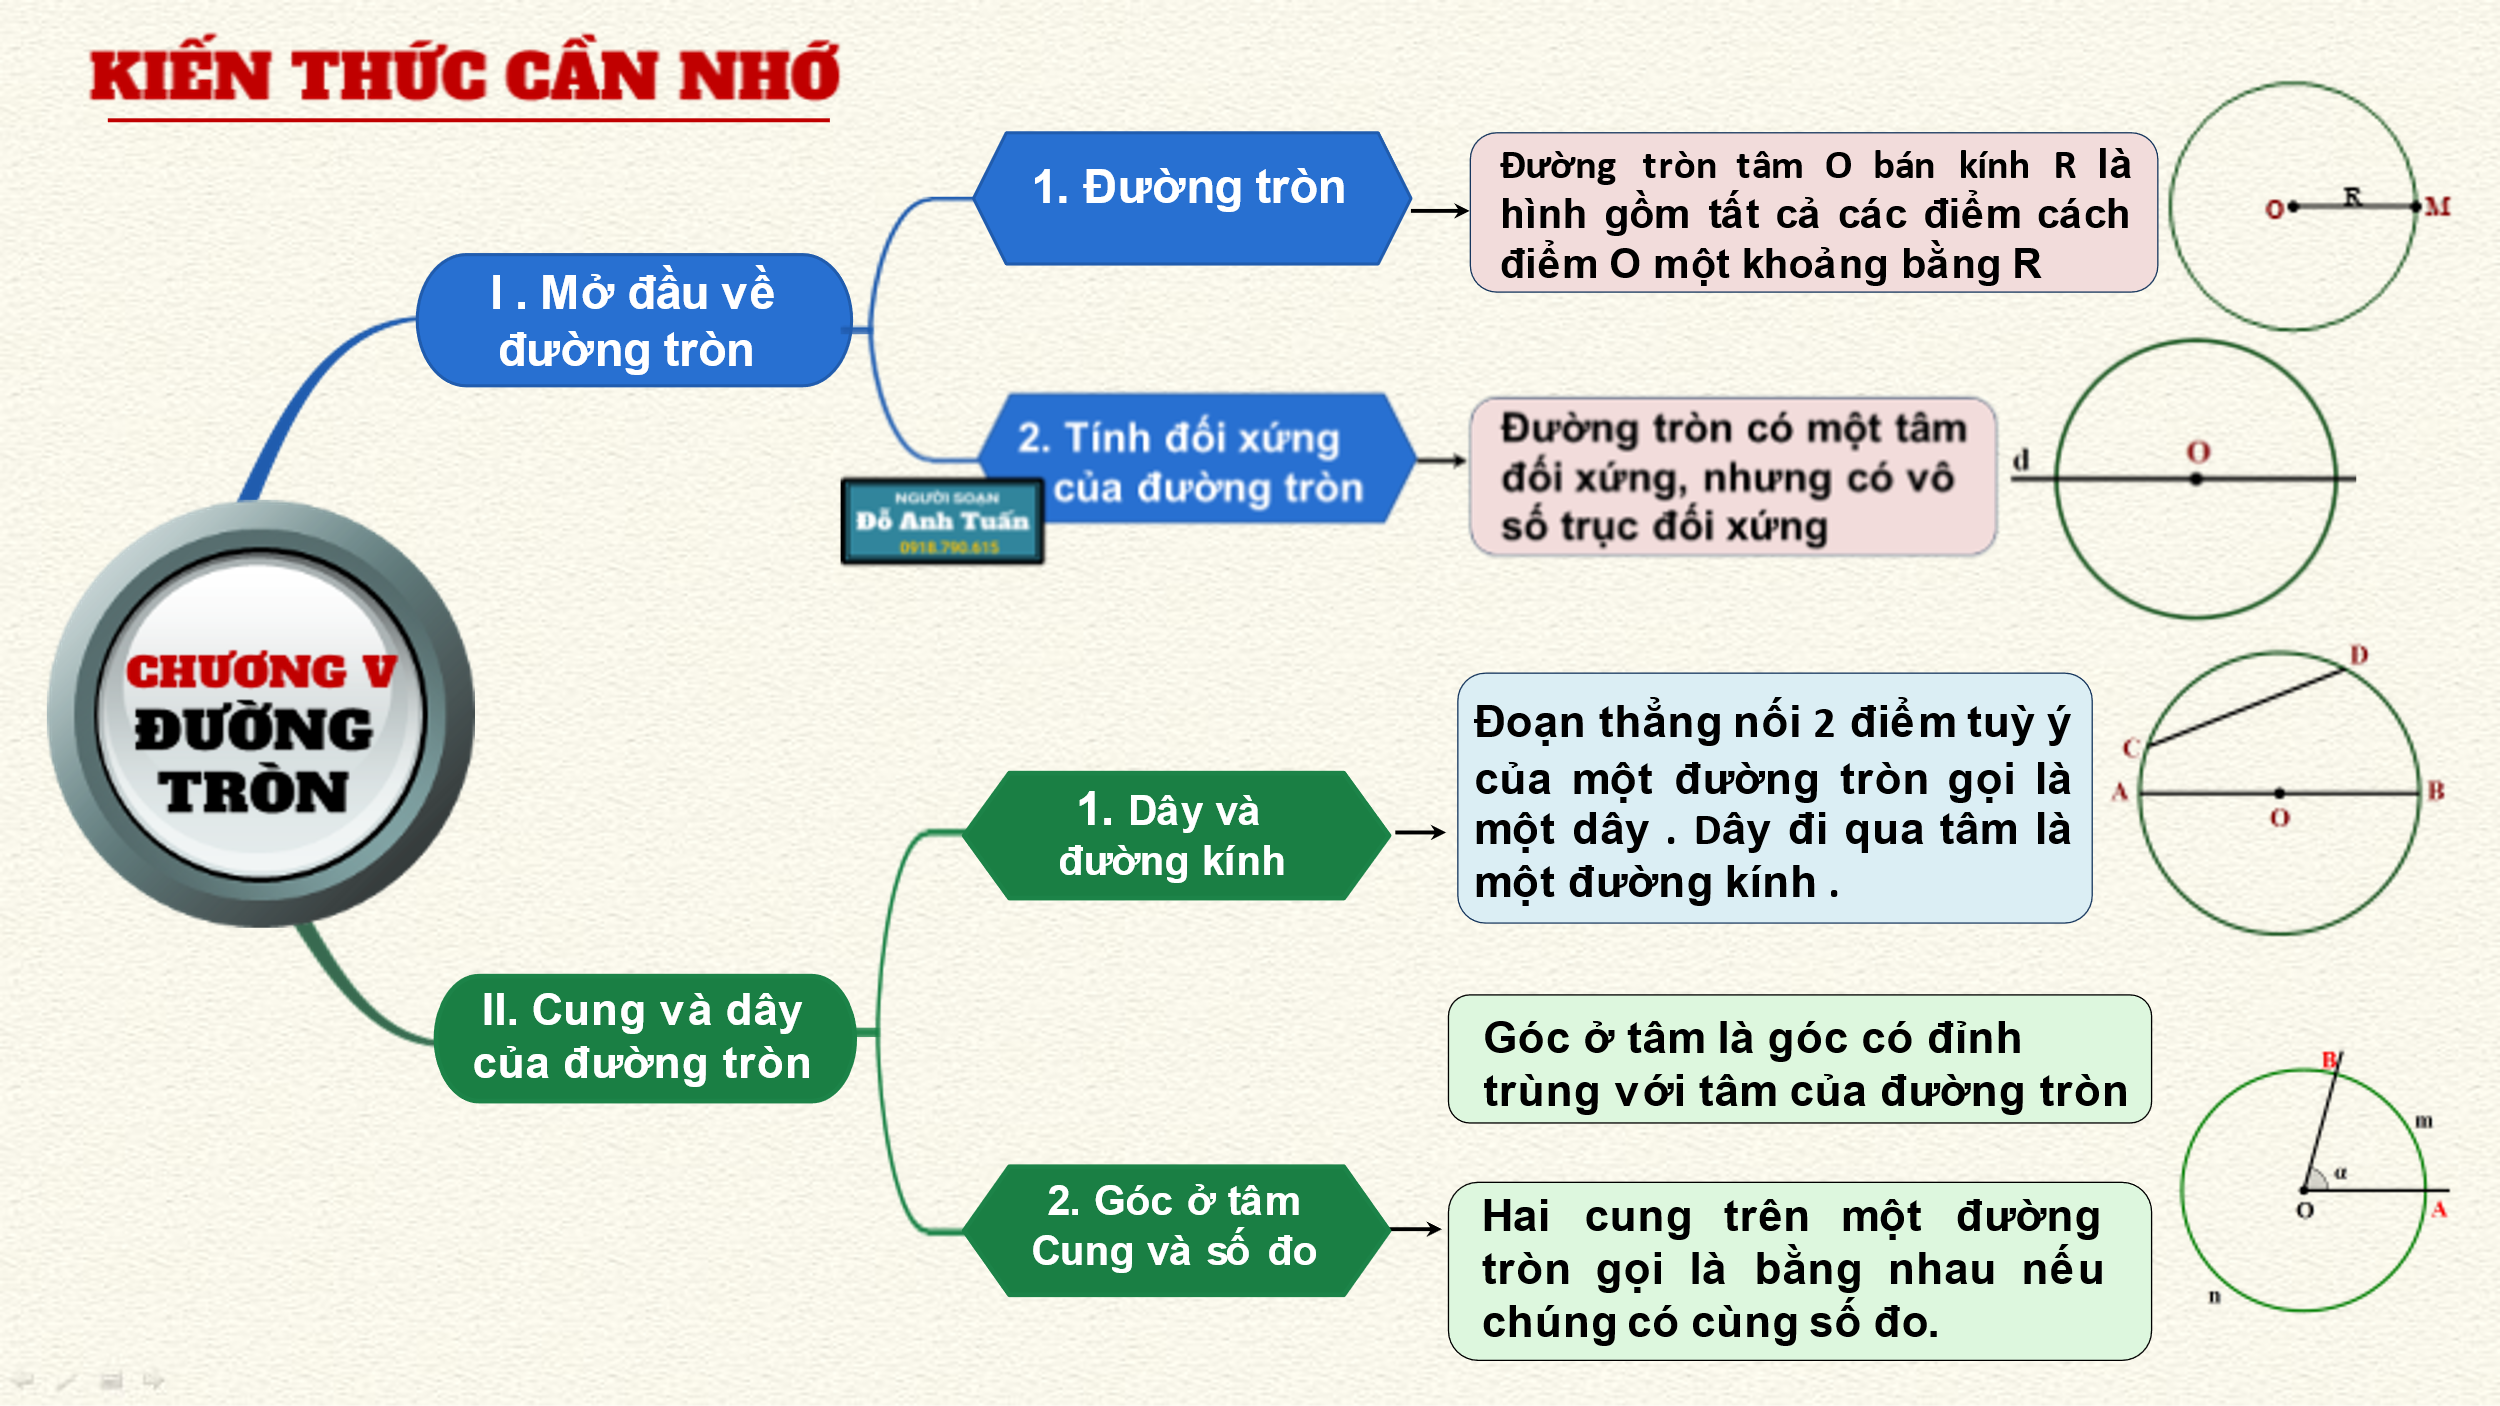 KIẾN THỨC CẦN NHỚ
CHƯƠNG V
ĐƯỜNG
TRÒN
I . Mở đầu về
đường tròn
1. Đường tròn
Đường tròn tâm O bán kính R là
hình gồm tất cả các điểm cách
điểm O một khoảng bằng R
O R M
2. Tính đối xứng
của đường tròn
NGƯỜI SOẠN
Đỗ Anh Tuấn
0918.790.615
Đường tròn có một tâm
đối xứng, nhưng có vô
số trục đối xứng
d O
II. Cung và dây
của đường tròn
1. Dây và
đường kính
Đoạn thẳng nối 2 điểm tuỳ ý
của một đường tròn gọi là
một dây . Dây đi qua tâm là
một đường kính .
D
C
A B
O
2. Góc ở tâm
Cung và số đo
Góc ở tâm là góc có đỉnh
trùng với tâm của đường tròn
Hai cung trên một đường
tròn gọi là bằng nhau nếu
chúng có cùng số đo.
B
m
α
O A
n